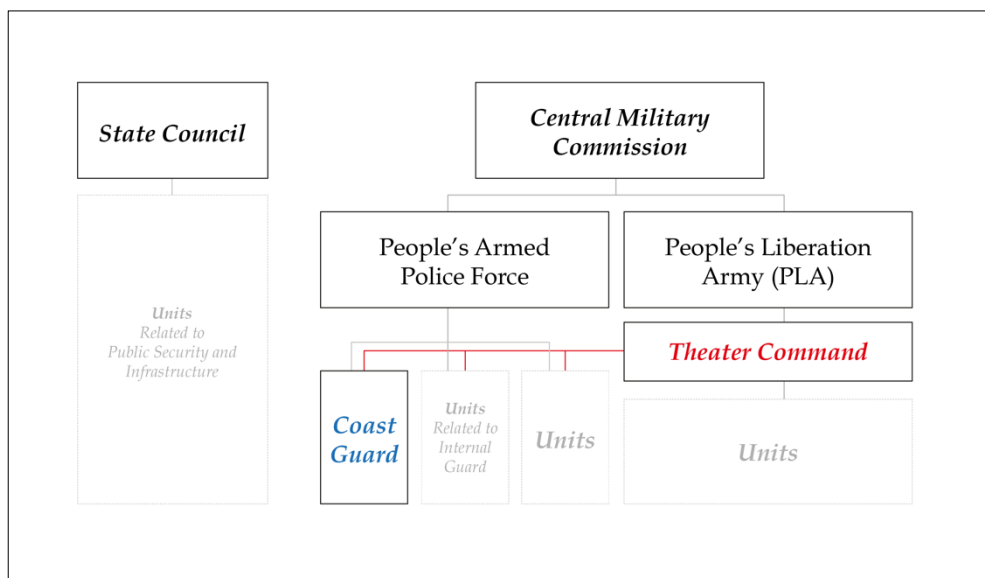 State Council
Central Military
Commission
Units
Related to
Public Security and
Infrastructure
People’s Armed
Police Force
People’s Liberation
Army (PLA)
Theater Command
Coast
Guard
Units
Related to
Internal
Guard
Units
Units